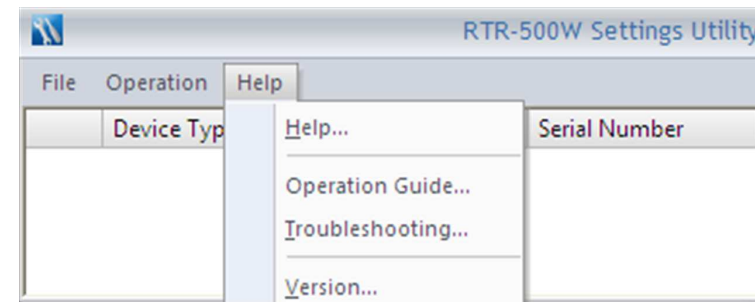 RTR-500W Settings Utility
File Operation Help
Device Typ Serial Number
Help...
Operation Guide...
Troubleshooting...
Version...